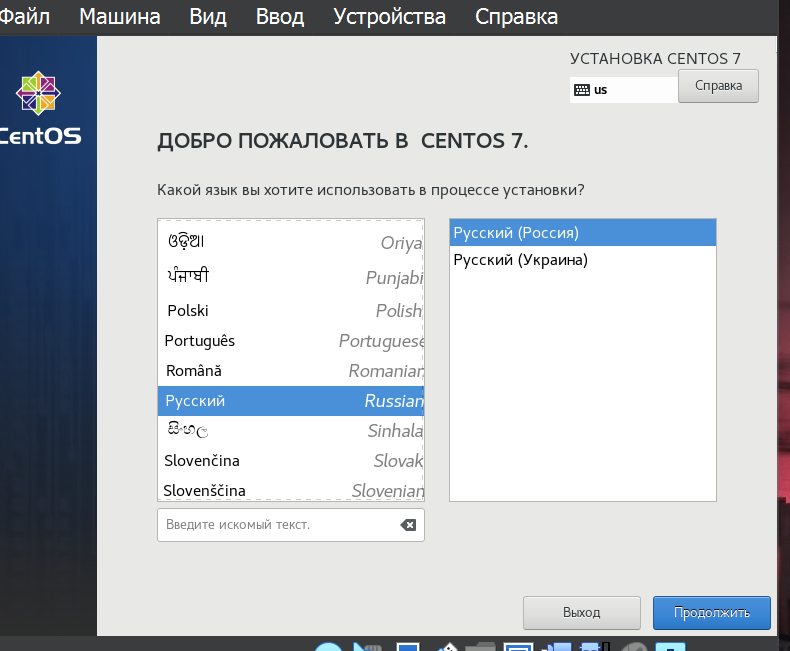 Файл Машина Вид Ввод Устройства Справка
CentOS
УСТАНОВКА CENTOS 7
us
Справка
ДОБРО ПОЖАЛОВАТЬ В CENTOS 7.
Какой язык вы хотите использовать в процессе установки?
ଓଡ଼ିଆ Oriya
ਪੰਜਾਬੀ Punjabi
Polski Polish
Português Portuguese
Română Romanian
Русский Russian
සිංහල Sinhala
Slovenčina Slovak
Slovenščina Slovenian
Русский (Россия)
Русский (Украина)
Введите искомый текст.
Выход
Продолжить